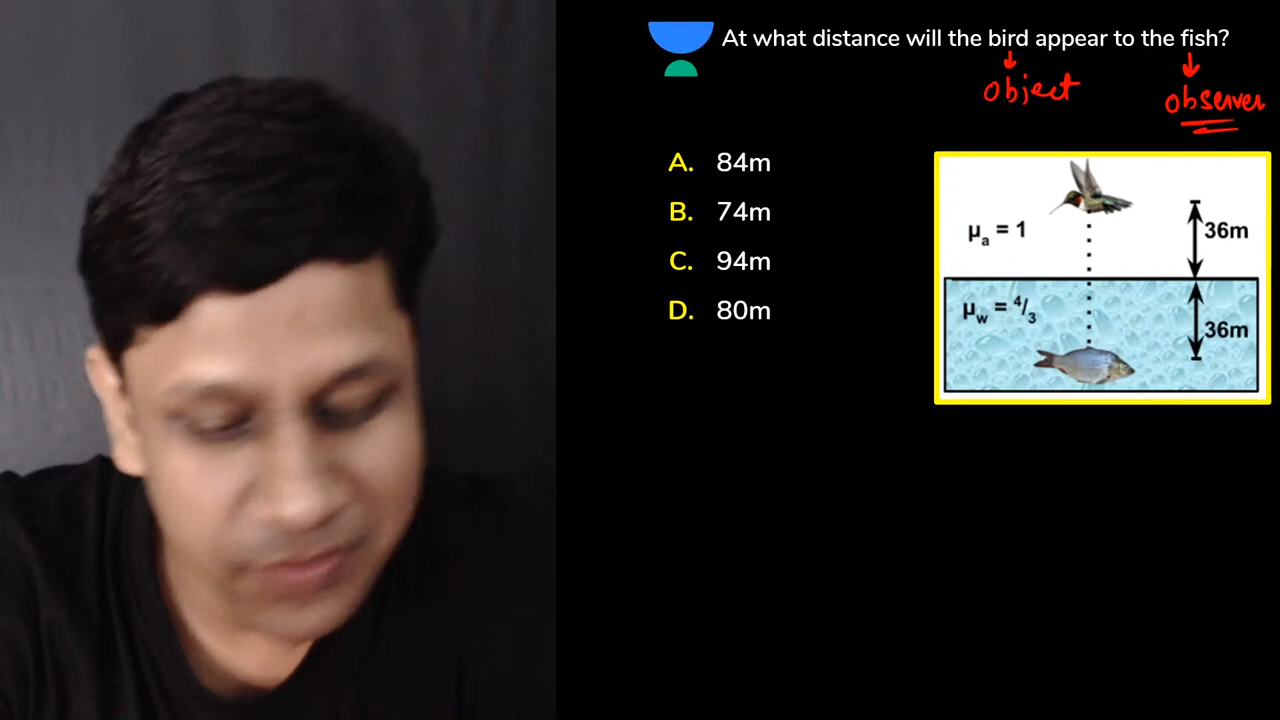 At what distance will the bird appear to the fish?
object
observer
A. 84m
B. 74m
C. 94m
D. 80m
μa = 1
36m
μw = 4/3
36m